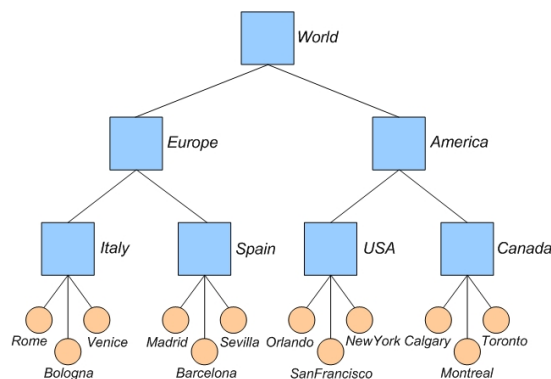 World
Europe
America
Italy
Spain
USA
Canada
Rome
Venice
Madrid
Sevilla
Orlando
NewYork
Calgary
Toronto
Bologna
Barcelona
SanFrancisco
Montreal